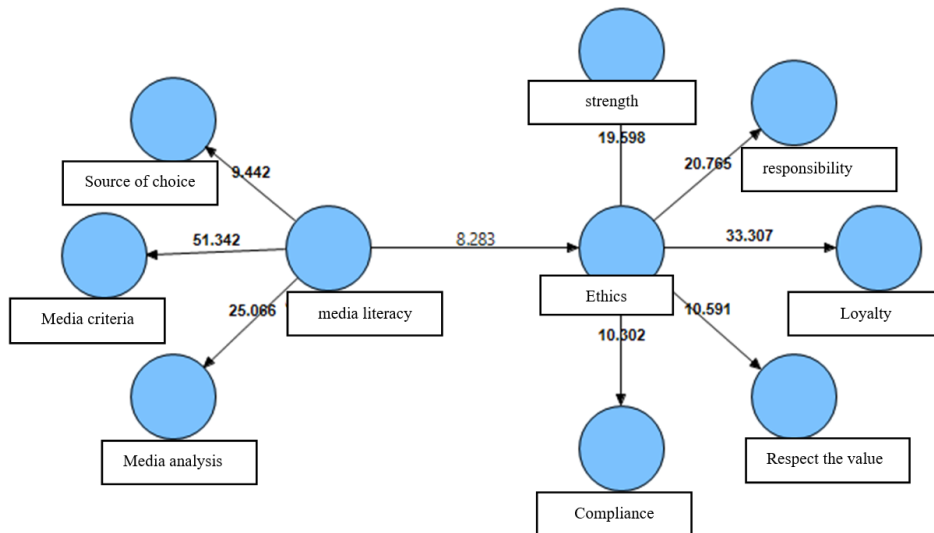 strength
19.598
Source of choice
9.442
20.765
responsibility
51.342
8.283
33.307
Media criteria
25.066
media literacy
Ethics
10.591
Loyalty
10.302
Media analysis
Respect the value
Compliance